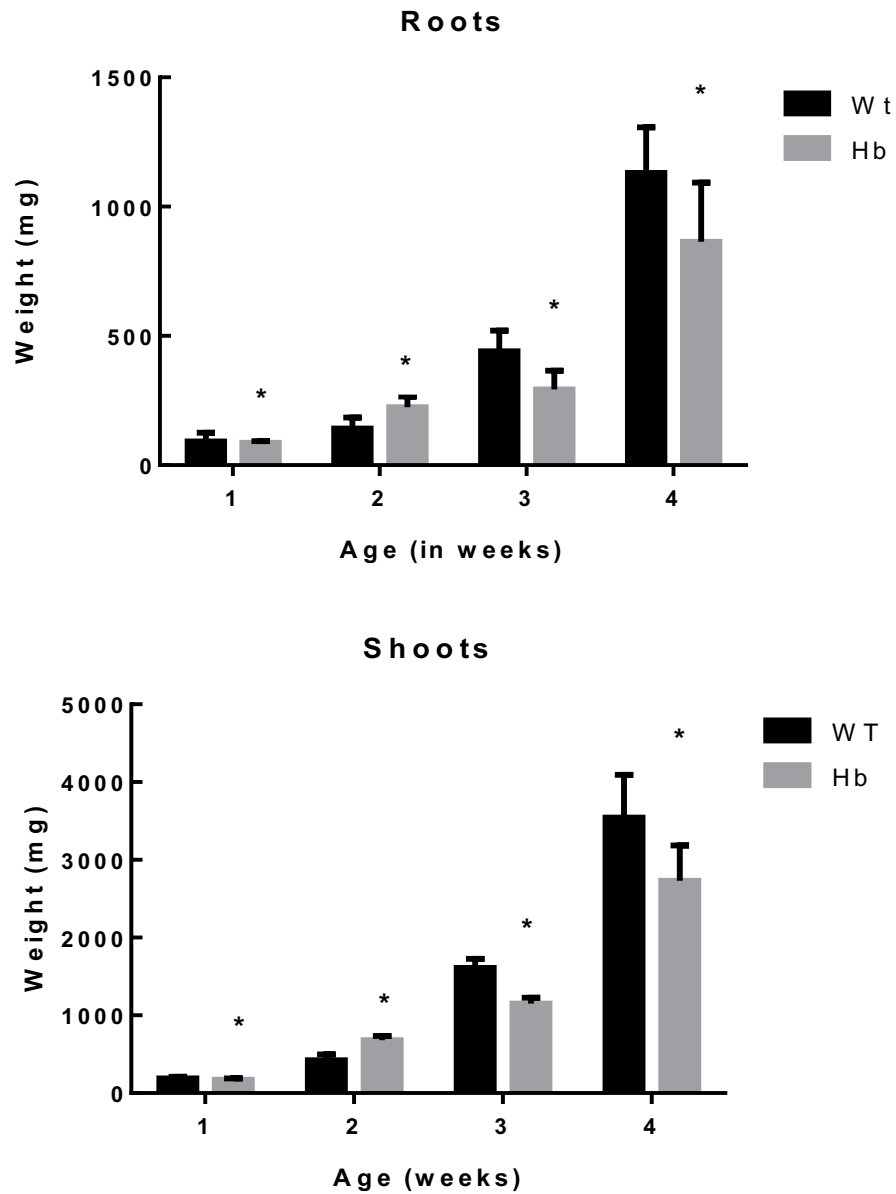 Roots
1500
1000
500
0
Weight (mg)
*
*
*
*
Wt
Hb
1 2 3 4
Age (in weeks)
Shoots
5000
4000
3000
2000
1000
0
Weight (mg)
*
*
*
*
WT
Hb
1 2 3 4
Age (weeks)